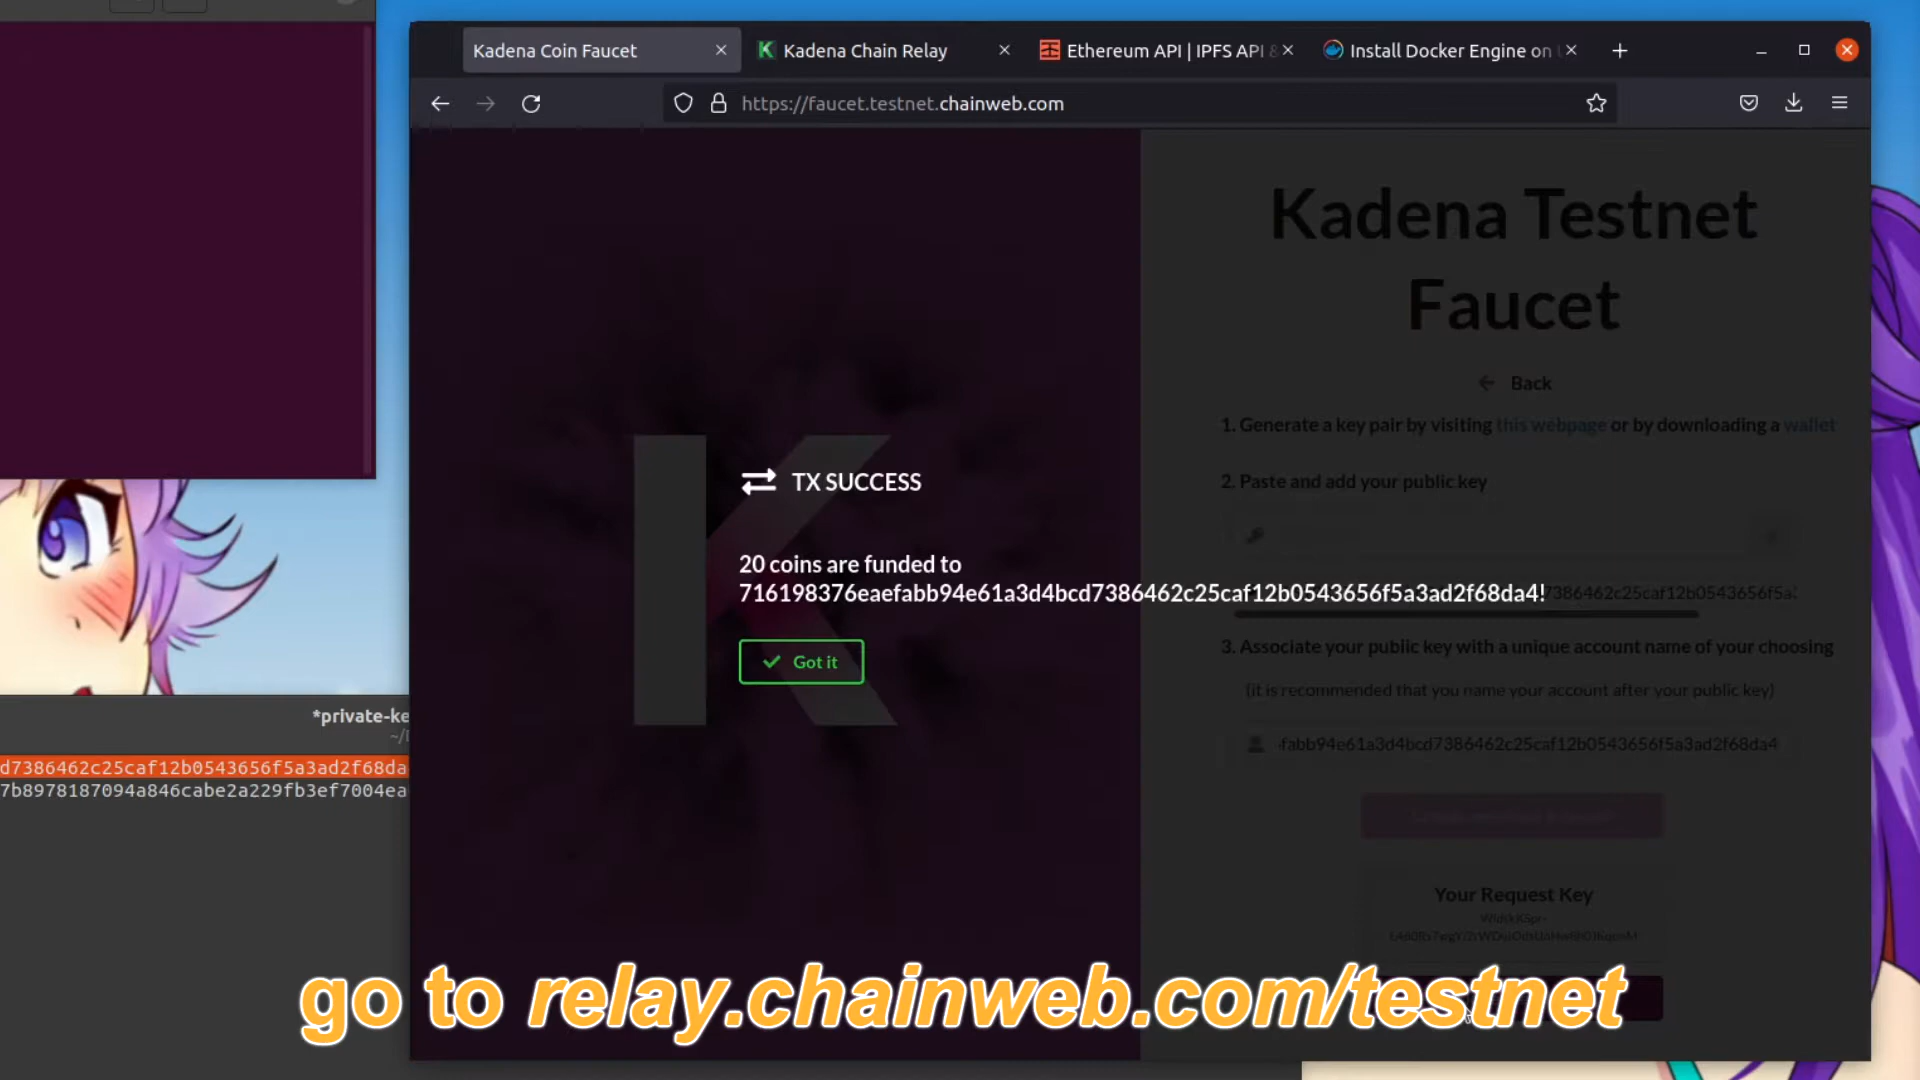 Kadena Coin Faucet
Kadena Chain Relay
Ethereum API | IPFS API &
Install Docker Engine on
https://faucet.testnet.chainweb.com
Kadena Testnet
Faucet
Back
1. Generate a key pair by visiting this webpage or by downloading a wallet
2. Paste and add your public key
TX SUCCESS
20 coins are funded to
716198376eaefabb94e61a3d4bcd7386462c25caf12b0543656f5a3ad2f68da4!
7386462c25caf12b0543656f5a
Got it
3. Associate your public key with a unique account name of your choosing
(it is recommended that you name your account after your public key)
fabb94e61a3d4bcd7386462c25caf12b0543656f5a3ad2f68da4
*private-ke
~/
d7386462c25caf12b0543656f5a3ad2f68da
7b8978187094a846cabe2a229fb3ef7004ea
Your Request Key
go to relay.chainweb.com/testnet